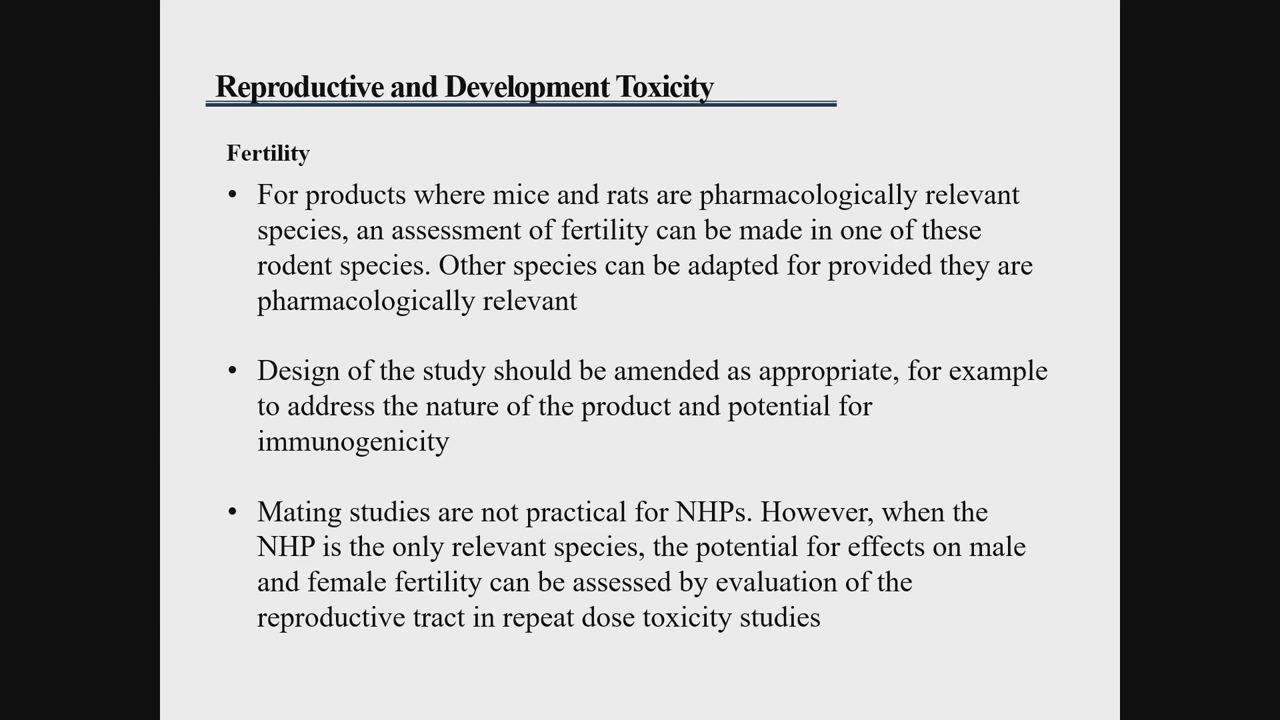 Reproductive and Development Toxicity
Fertility
• For products where mice and rats are pharmacologically relevant
species, an assessment of fertility can be made in one of these
rodent species. Other species can be adapted for provided they are
pharmacologically relevant
• Design of the study should be amended as appropriate, for example
to address the nature of the product and potential for
immunogenicity
• Mating studies are not practical for NHPs. However, when the
NHP is the only relevant species, the potential for effects on male
and female fertility can be assessed by evaluation of the
reproductive tract in repeat dose toxicity studies